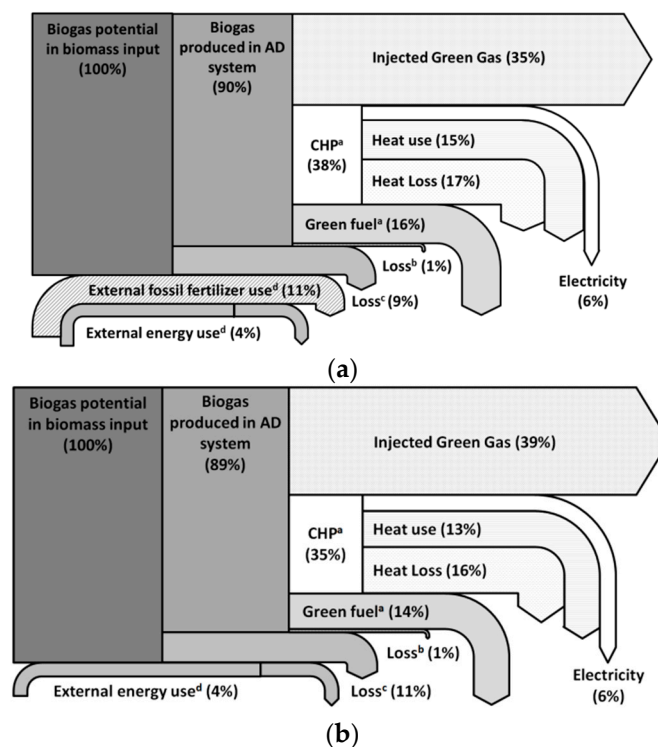 Biogas potential
in biomass input
(100%)
Biogas
produced in AD
system
(90%)
Injected Green Gas (35%)
CHPᵃ
(38%)
Heat use (15%)
Heat Loss (17%)
Green fuelᵃ (16%)
Lossᵇ (1%)
Electricity
(6%)
External fossil fertilizer useᵈ (11%)
Lossᶜ (9%)
External energy useᵈ (4%)
(a)
Biogas potential
in biomass input
(100%)
Biogas
produced in AD
system
(89%)
Injected Green Gas (39%)
CHPᵃ
(35%)
Heat use (13%)
Heat Loss (16%)
Green fuelᵃ (14%)
Lossᵇ (1%)
Electricity
(6%)
External energy useᵈ (4%)
Lossᶜ (11%)
(b)